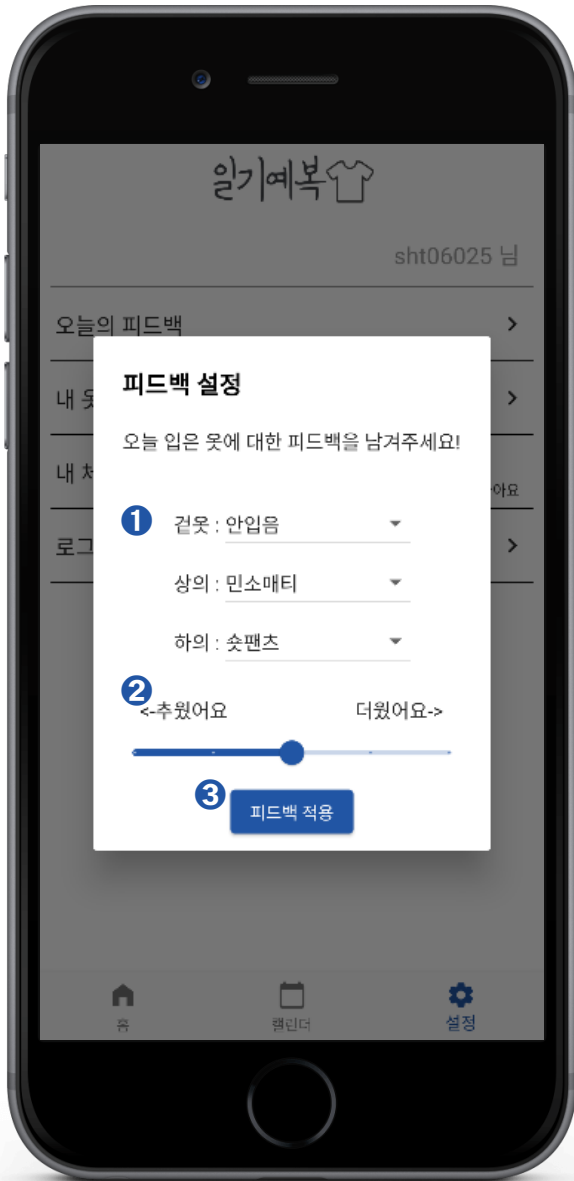 일기예복
sht06025 님
오늘의 피드백
피드백 설정
내
오늘 입은 옷에 대한 피드백을 남겨주세요!
내
아요
1 겉옷 : 안입음
로그
상의 : 민소매티
하의 : 숏팬츠
2
<-추웠어요 더웠어요->
3 피드백 적용
홈 캘린더 설정